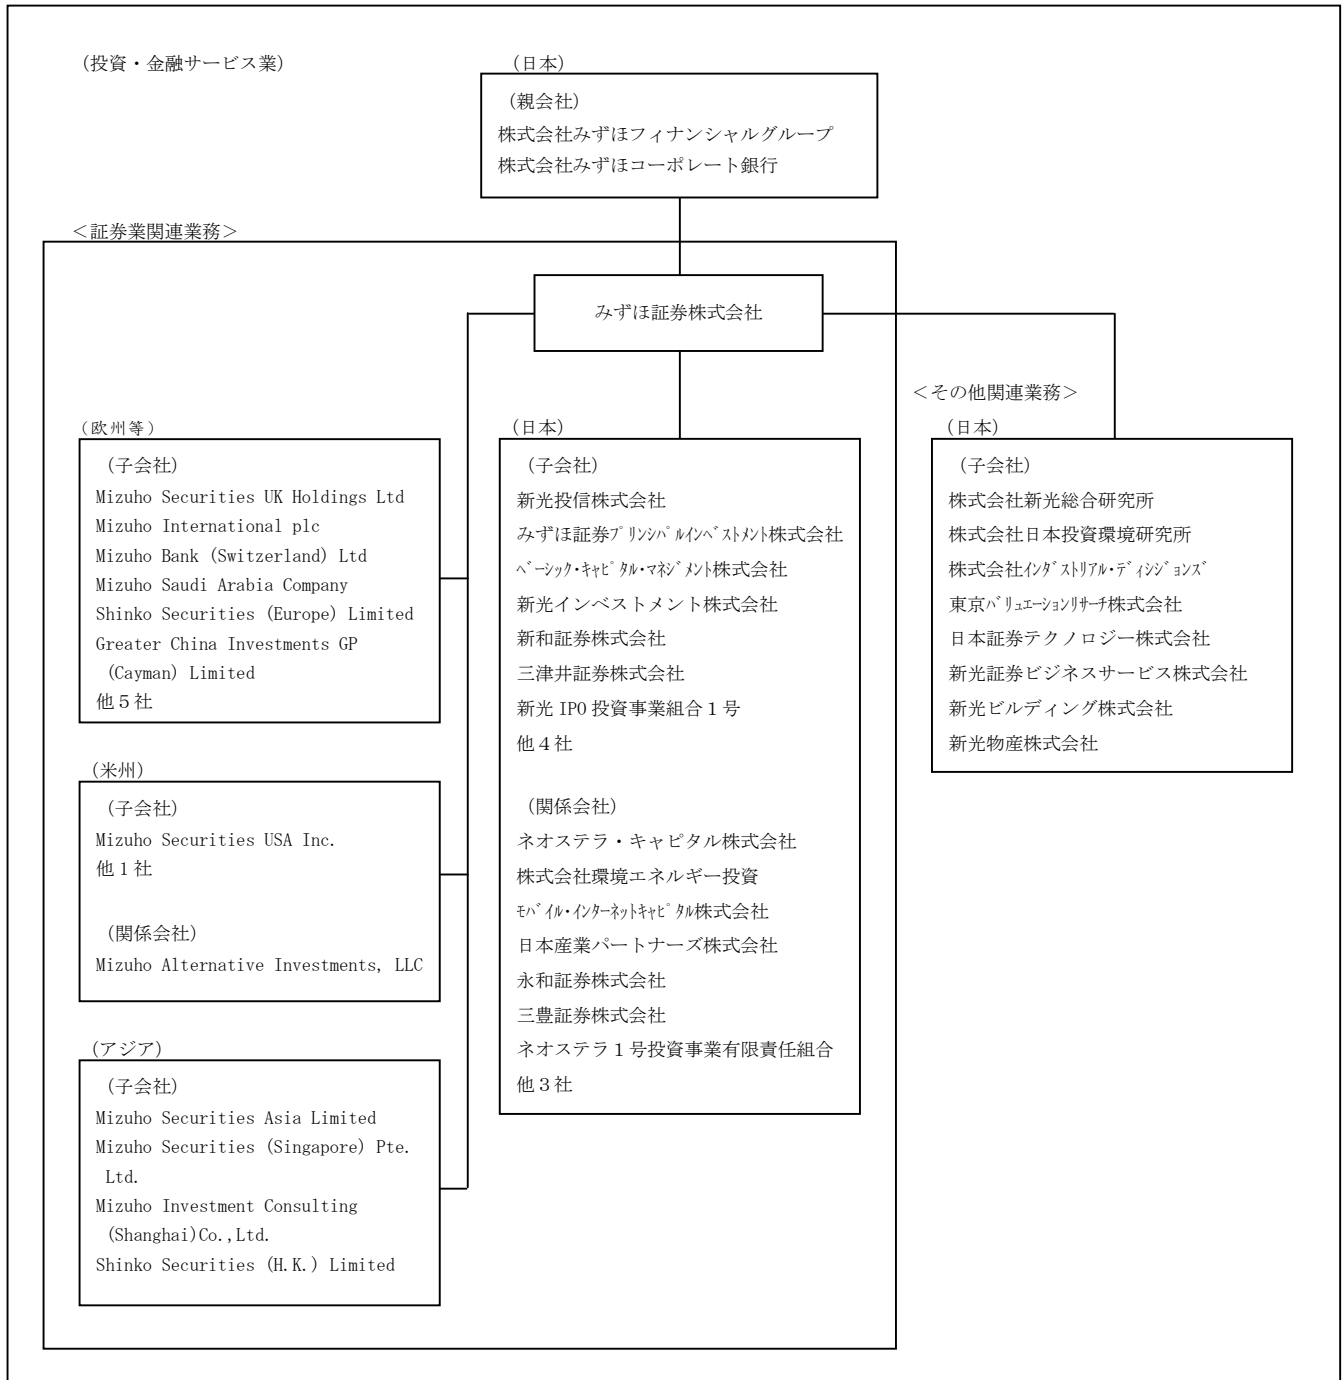 (投資・金融サービス業)
(日本)
(親会社)
株式会社みずほフィナンシャルグループ
株式会社みずほコーポレート銀行
<証券業関連業務>
みずほ証券株式会社
(欧州等)
(子会社)
Mizuho Securities UK Holdings Ltd
Mizuho International plc
Mizuho Bank (Switzerland) Ltd
Mizuho Saudi Arabia Company
Shinko Securities (Europe) Limited
Greater China Investments GP
(Cayman) Limited
他5社
(米州)
(子会社)
Mizuho Securities USA Inc.
他1社
(関係会社)
Mizuho Alternative Investments, LLC
(アジア)
(子会社)
Mizuho Securities Asia Limited
Mizuho Securities (Singapore) Pte.
Ltd.
Mizuho Investment Consulting
(Shanghai)Co.,Ltd.
Shinko Securities (H.K.) Limited
(日本)
(子会社)
新光投信株式会社
みずほ証券プリンシパルインベストメント株式会社
ベーシック・キャピタル・マネジメント株式会社
新光インベストメント株式会社
新和証券株式会社
三津井証券株式会社
新光 IPO 投資事業組合1号
他4社
(関係会社)
ネオステラ・キャピタル株式会社
株式会社環境エネルギー投資
モバイル・インターネットキャピタル株式会社
日本産業パートナーズ株式会社
永和証券株式会社
三豊証券株式会社
ネオステラ1号投資事業有限責任組合
他3社
<その他関連業務>
(日本)
(子会社)
株式会社新光総合研究所
株式会社日本投資環境研究所
株式会社インダストリアル・ディシジョンズ
東京バリュエーションリサーチ株式会社
日本証券テクノロジー株式会社
新光証券ビジネスサービス株式会社
新光ビルディング株式会社
新光物産株式会社